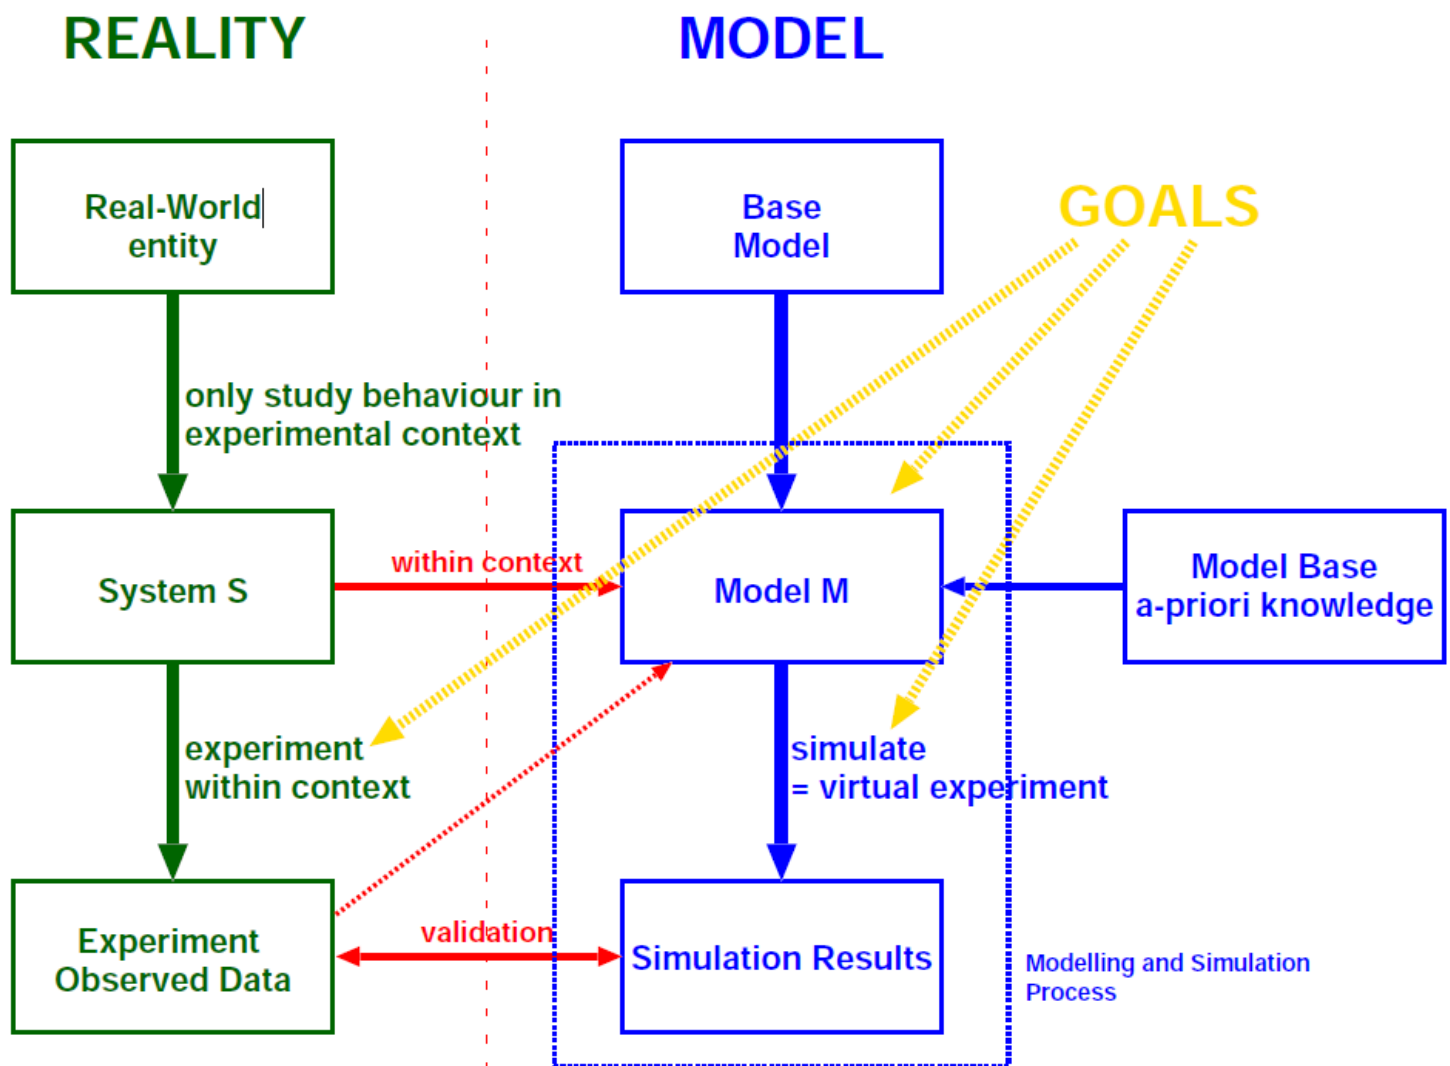 REALITY
MODEL
Real-World
entity
Base
Model
GOALS
only study behaviour in
experimental context
within context
System S
Model M
Model Base
a-priori knowledge
experiment
within context
simulate
= virtual experiment
validation
Experiment
Observed Data
Simulation Results
Modelling and Simulation
Process